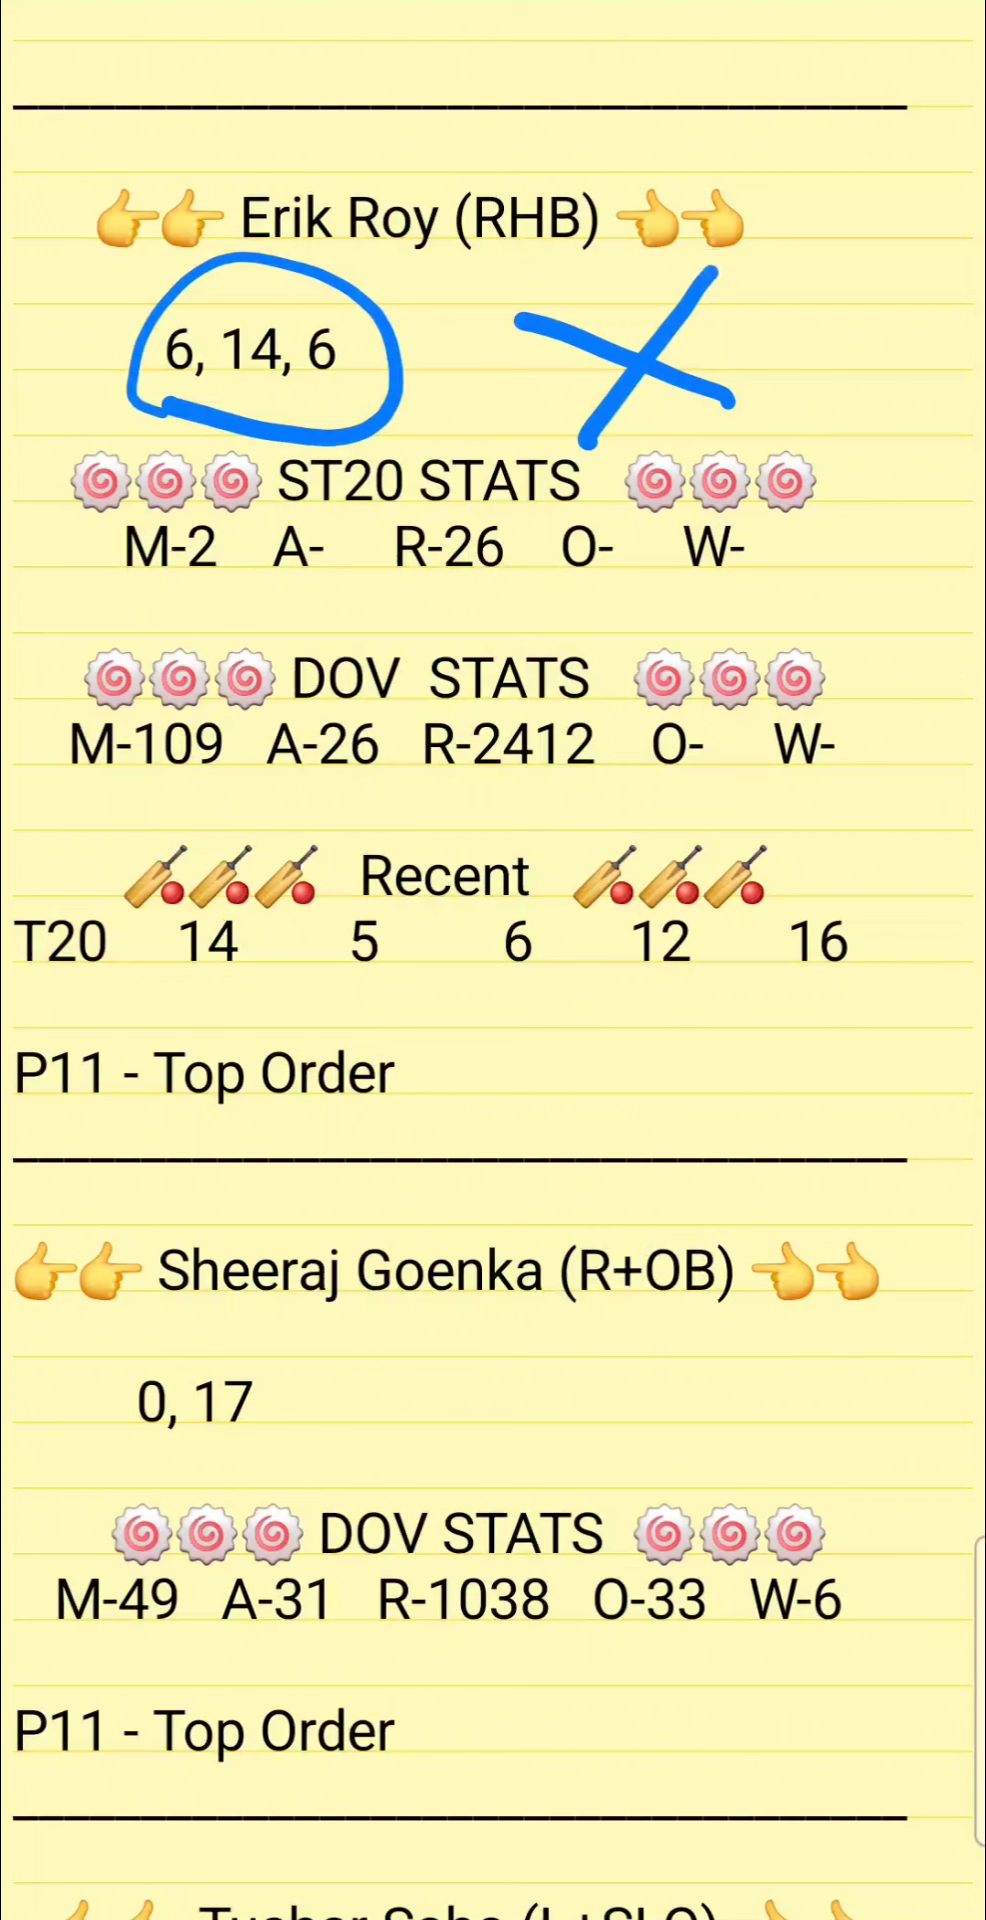 👉👉 Erik Roy (RHB) 👈👈
6, 14, 6
🍥🍥🍥 ST20 STATS 🍥🍥🍥
M-2 A- R-26 O- W-
🍥🍥🍥 DOV STATS 🍥🍥🍥
M-109 A-26 R-2412 O- W-
🏏🏏🏏 Recent 🏏🏏🏏
T20 14 5 6 12 16
P11 - Top Order
👉👉 Sheeraj Goenka (R+OB) 👈👈
0, 17
🍥🍥🍥 DOV STATS 🍥🍥🍥
M-49 A-31 R-1038 O-33 W-6
P11 - Top Order